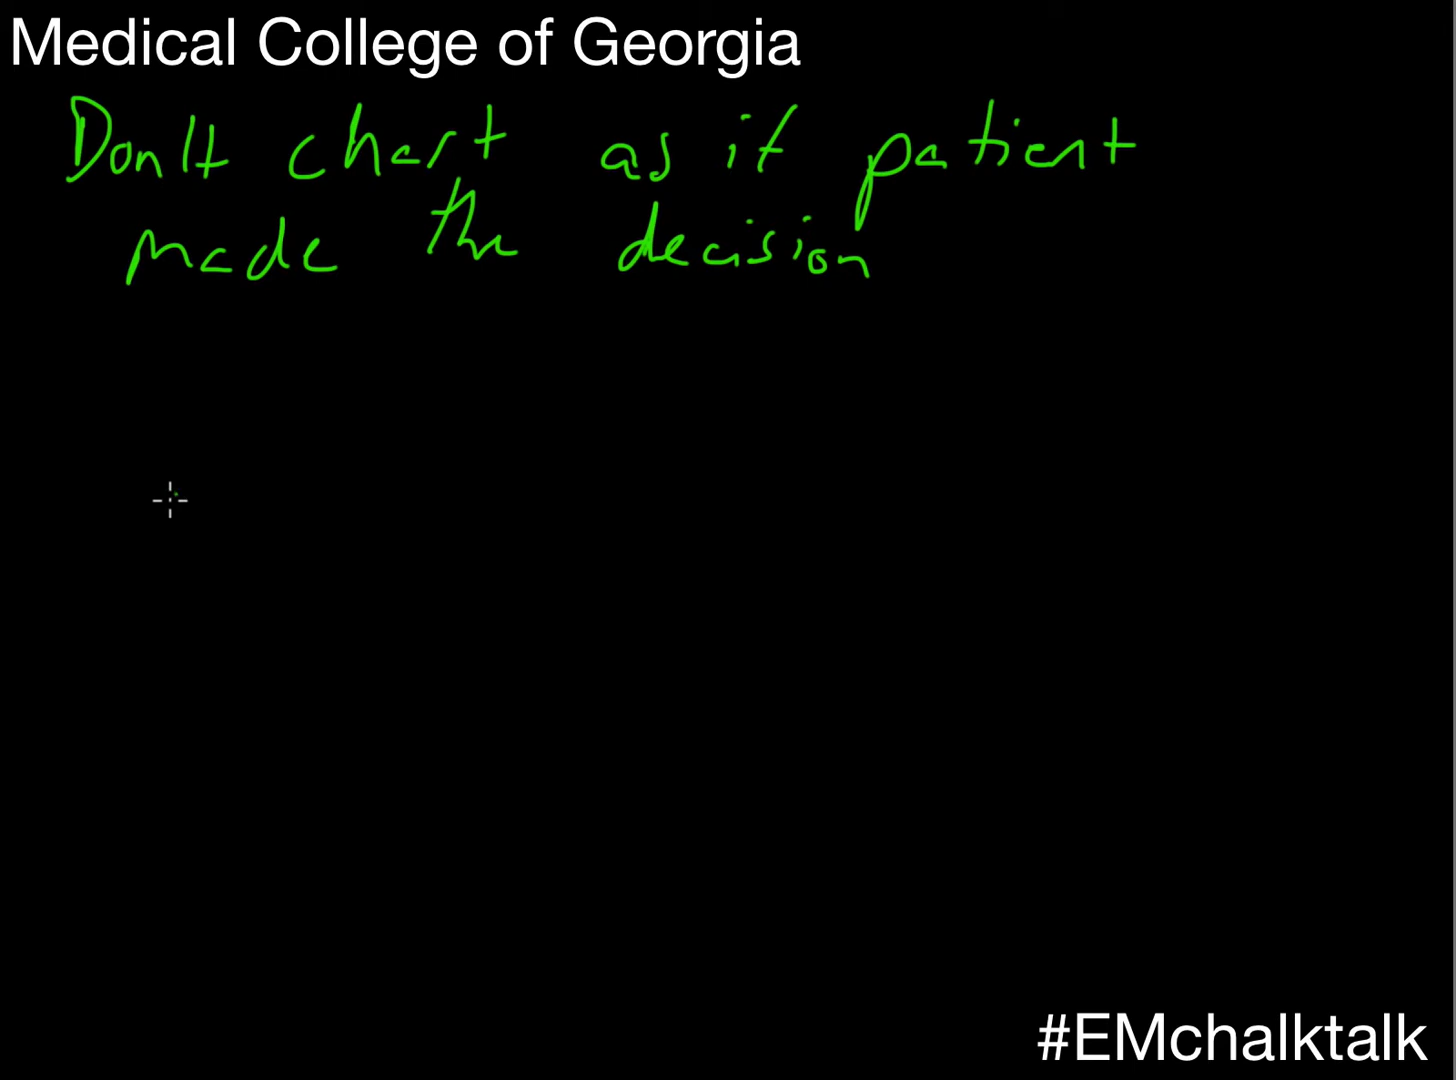 Medical College of Georgia
Don't chart as if patient
made the decision
#EMchalktalk